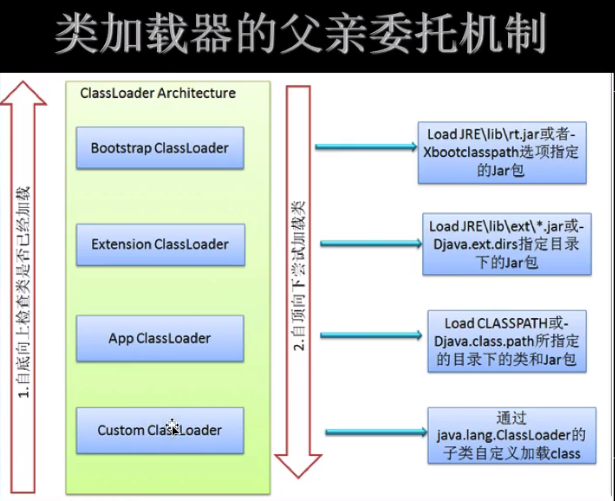 类加载器的父亲委托机制
ClassLoader Architecture
1.自底向上检查类是否已经加载
2.自顶向下尝试加载类
Bootstrap ClassLoader
Load JRE\lib\rt.jar或者-
Xbootclasspath选项指定
的Jar包
Extension ClassLoader
Load JRE\lib\ext\*.jar或-
Djava.ext.dirs指定目录
下的Jar包
App ClassLoader
Load CLASSPATH或-
Djava.class.path所指定
的目录下的类和Jar包
Custom ClassLoader
通过
java.lang.ClassLoader的
子类自定义加载class